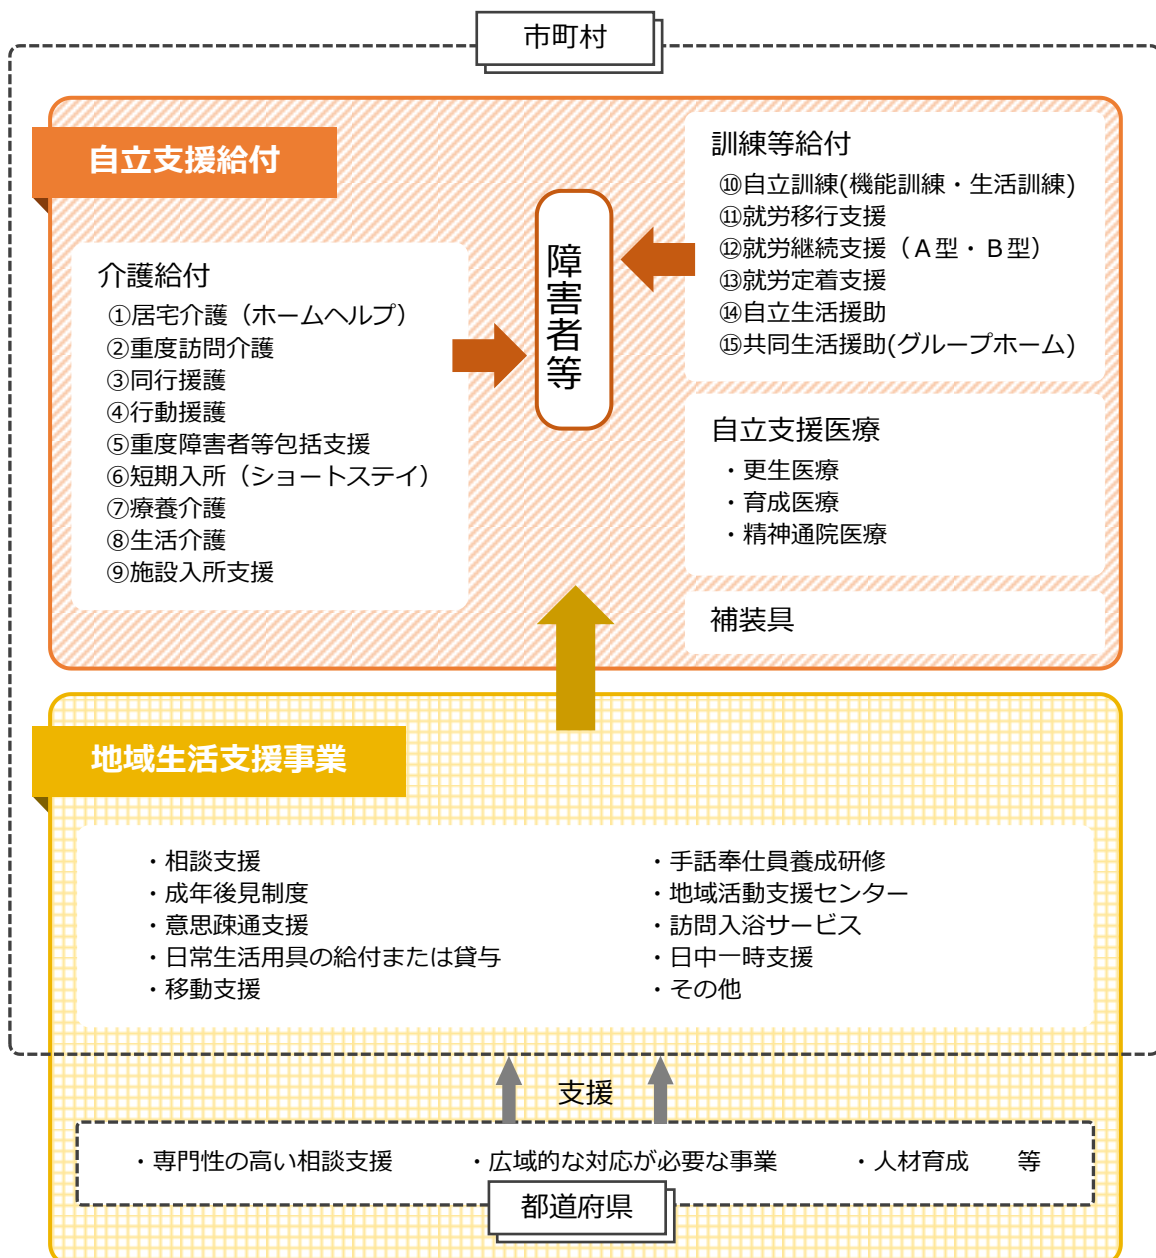 市町村
自立支援給付
介護給付
①居宅介護（ホームヘルプ）
②重度訪問介護
③同行援護
④行動援護
⑤重度障害者等包括支援
⑥短期入所（ショートステイ）
⑦療養介護
⑧生活介護
⑨施設入所支援
障害者等
訓練等給付
⑩自立訓練(機能訓練・生活訓練)
⑪就労移行支援
⑫就労継続支援（Ａ型・Ｂ型）
⑬就労定着支援
⑭自立生活援助
⑮共同生活援助(グループホーム)
自立支援医療
・更生医療
・育成医療
・精神通院医療
補装具
地域生活支援事業
・相談支援
・成年後見制度
・意思疎通支援
・日常生活用具の給付または貸与
・移動支援
・手話奉仕員養成研修
・地域活動支援センター
・訪問入浴サービス
・日中一時支援
・その他
支援
・専門性の高い相談支援　・広域的な対応が必要な事業　・人材育成　等
都道府県